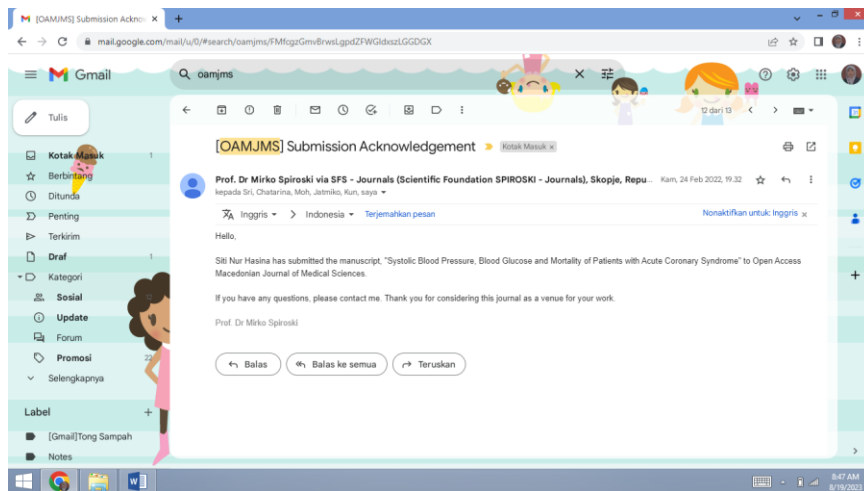 [OAMJMS] Submission Acknow
mail.google.com/mail/u/0/#search/oamjms/FMfcgzGmvBrwsLgpdZFWGldxszLGGDGX
Gmail
oamjms
Tulis
12 dari 13
Kotak Masuk 1
Berbintang
Ditunda
Penting
Terkirim
Draf 1
Kategori
Sosial
Update
Forum
Promosi 22
Selengkapnya
Label
[Gmail]Tong Sampah
Notes
[OAMJMS] Submission Acknowledgement
Kotak Masuk x
Prof. Dr Mirko Spiroski via SFS - Journals (Scientific Foundation SPIROSKI - Journals), Skopje, Repu... Kam, 24 Feb 2022, 19.32
kepada Sri, Chatarina, Moh, Jatmiko, Kun, saya
Inggris > Indonesia Terjemahkan pesan Nonaktifkan untuk: Inggris x
Hello,
Siti Nur Hasina has submitted the manuscript, "Systolic Blood Pressure, Blood Glucose and Mortality of Patients with Acute Coronary Syndrome" to Open Access
Macedonian Journal of Medical Sciences.
If you have any questions, please contact me. Thank you for considering this journal as a venue for your work.
Prof. Dr Mirko Spiroski
Balas Balas ke semua Teruskan
8:47 AM
8/19/2023